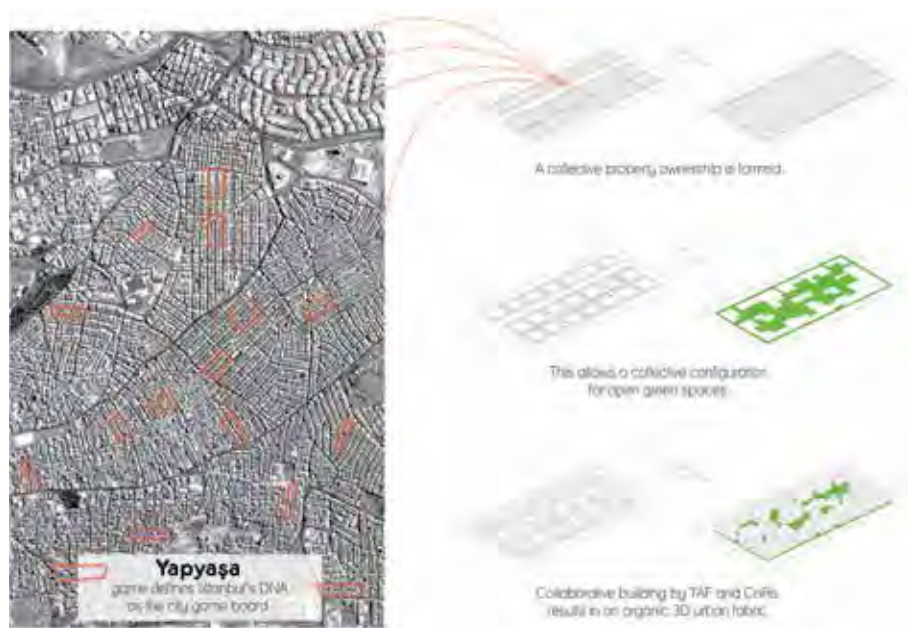 Yapyaşa
game defines Istanbul's DNA
as the city game board
A collective property ownership is formed.
This allows a collective configuration
for open green spaces.
Collaborative building by TAF and
results in an organic 3D urban fabric.